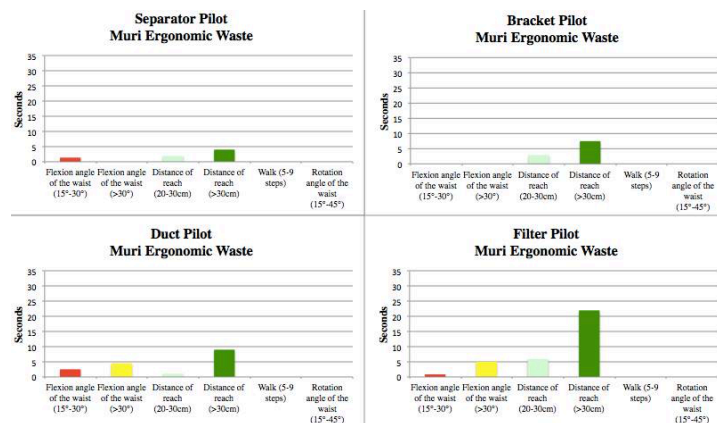 Separator Pilot
Muri Ergonomic Waste
Seconds
35
30
25
20
15
10
5
0
Flexion angle of the waist (15°-30°)
Flexion angle of the waist (>30°)
Distance of reach (20-30cm)
Distance of reach (>30cm)
Walk (5-9 steps)
Rotation angle of the waist (15°-45°)
Bracket Pilot
Muri Ergonomic Waste
Seconds
35
30
25
20
15
10
5
0
Flexion angle of the waist (15°-30°)
Flexion angle of the waist (>30°)
Distance of reach (20-30cm)
Distance of reach (>30cm)
Walk (5-9 steps)
Rotation angle of the waist (15°-45°)
Duct Pilot
Muri Ergonomic Waste
Seconds
35
30
25
20
15
10
5
0
Flexion angle of the waist (15°-30°)
Flexion angle of the waist (>30°)
Distance of reach (20-30cm)
Distance of reach (>30cm)
Walk (5-9 steps)
Rotation angle of the waist (15°-45°)
Filter Pilot
Muri Ergonomic Waste
Seconds
35
30
25
20
15
10
5
0
Flexion angle of the waist (15°-30°)
Flexion angle of the waist (>30°)
Distance of reach (20-30cm)
Distance of reach (>30cm)
Walk (5-9 steps)
Rotation angle of the waist (15°-45°)